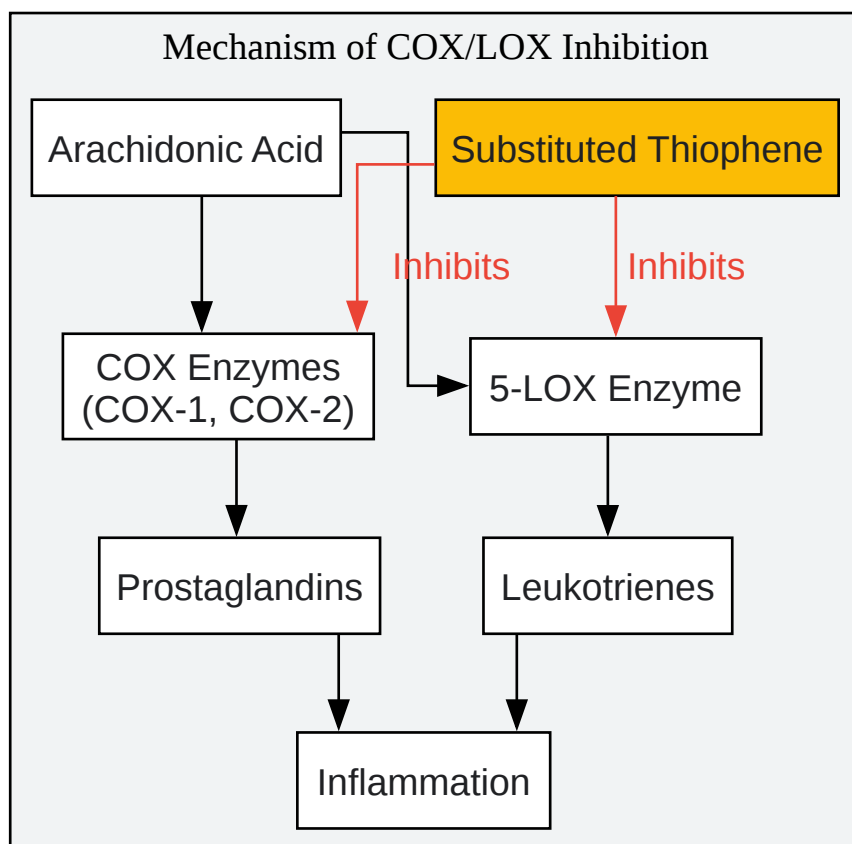 Mechanism of COX/LOX Inhibition
Arachidonic Acid
Substituted Thiophene
Inhibits
Inhibits
COX Enzymes
(COX-1, COX-2)
5-LOX Enzyme
Prostaglandins
Leukotrienes
Inflammation